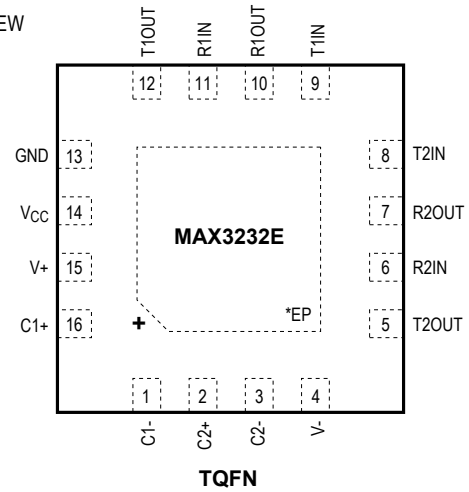 EW
T1OUT
R1IN
R1OUT
T1IN
12
11
10
9
GND 13
8 T2IN
VCC 14
7 R2OUT
MAX3232E
V+ 15
6 R2IN
C1+ 16
+
*EP
5 T2OUT
1
2
3
4
C1-
C2+
C2-
V-
TQFN